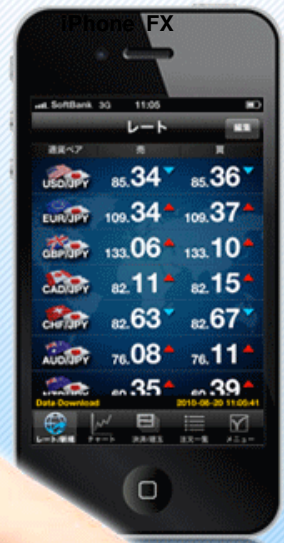 iPhone FX
SoftBank 3G 11:05
レート 編集
通貨ペア 売 買
USD/JPY 85.34 85.36
EUR/JPY 109.34 109.37
GBP/JPY 133.06 133.10
CAD/JPY 82.11 82.15
CHF/JPY 82.63 82.67
AUD/JPY 76.08 76.11
35 39
Data Download 2010-08-20 11:05:41
レート/新規 チャート 決済/建玉 注文一覧 メニュー